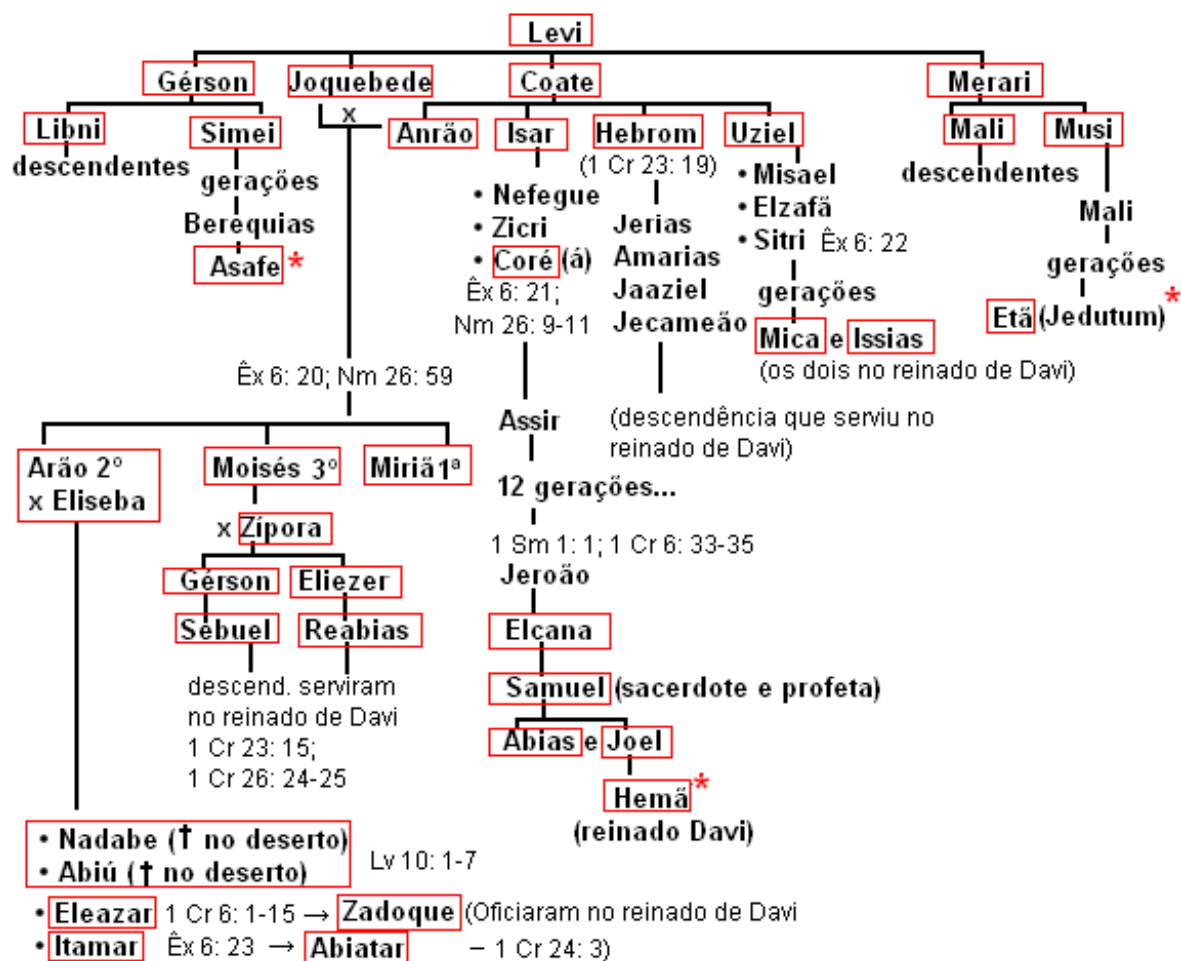 Levi
Gérson Joquebede Coate Merari
x
Libni Simei Anrão Isar Hebrom Uziel Mali Musi
descendentes
gerações
Berequias
Asafe *
• Nefegue
• Zicri
• Coré (á)
Êx 6: 21;
Nm 26: 9-11
(1 Cr 23: 19)
Jerias
Amarias
Jaaziel
Jecameão
• Misael
• Elzafã
• Sitri Êx 6: 22
gerações
Mica e Issias
(os dois no reinado de Davi)
descendentes
Mali
gerações
Etã (Jedutum) *
Êx 6: 20; Nm 26: 59
Assir
12 gerações...
1 Sm 1: 1; 1 Cr 6: 33-35
Jeroão
Elcana
Samuel (sacerdote e profeta)
Abias e Joel
Hemã *
(reinado Davi)
(descendência que serviu no
reinado de Davi)
Arão 2º
x Eliseba
Moisés 3º
Miriã 1ª
x Zípora
Gérson Eliezer
Sebuel Reabias
descend. serviram
no reinado de Davi
1 Cr 23: 15;
1 Cr 26: 24-25
• Nadabe († no deserto)
• Abiú († no deserto)
Lv 10: 1-7
• Eleazar 1 Cr 6: 1-15 → Zadoque (Oficiaram no reinado de Davi
• Itamar Êx 6: 23 → Abiatar – 1 Cr 24: 3)